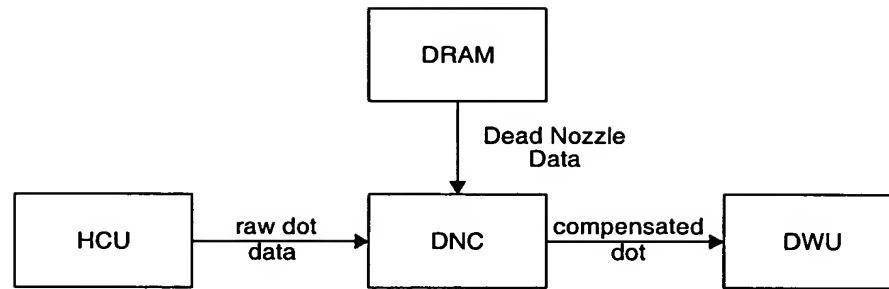 DRAM
Dead Nozzle
Data
HCU
raw dot
data
DNC
compensated
dot
DWU